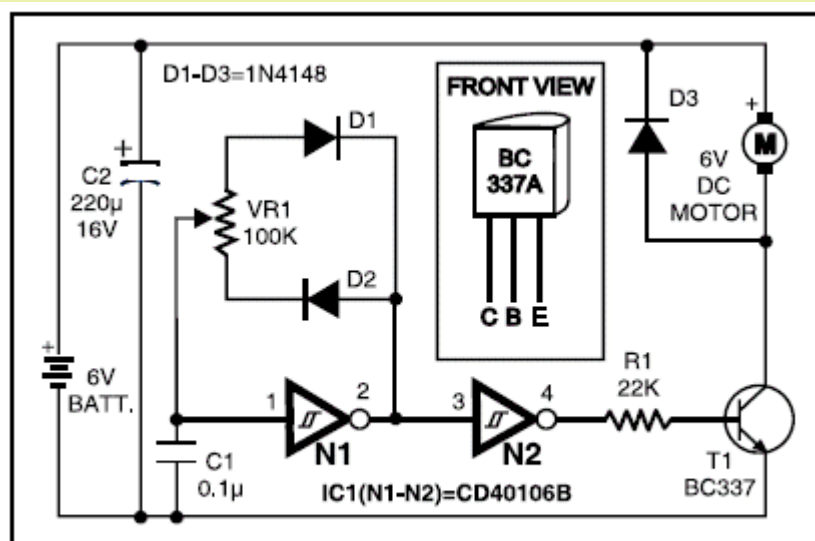 D1-D3=1N4148
FRONT VIEW
BC
337A
C B E
D1
VR1
100K
D2
+
C2
220µ
16V
+
6V
BATT.
C1
0.1µ
1
2
N1
3
4
N2
IC1(N1-N2)=CD40106B
R1
22K
D3
+
M
6V
DC
MOTOR
T1
BC337